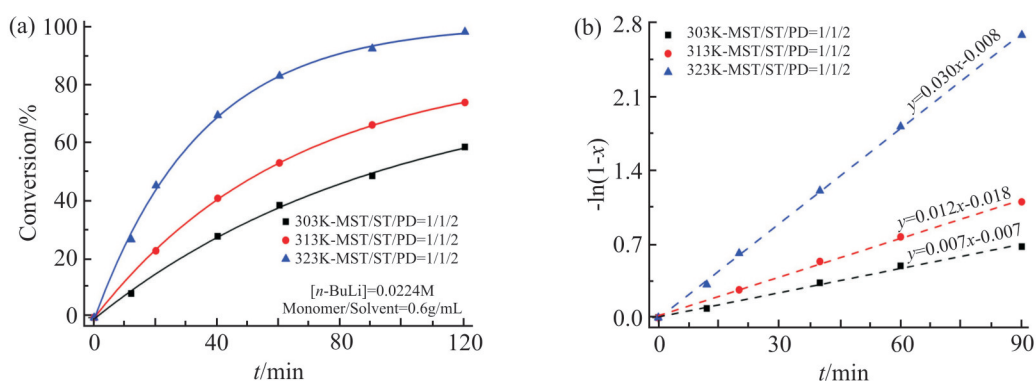 (a)
100
80
60
40
20
0
Conversion/%
303K-MST/ST/PD=1/1/2
313K-MST/ST/PD=1/1/2
323K-MST/ST/PD=1/1/2
[n-BuLi]=0.0224M
Monomer/Solvent=0.6g/mL
0 40 80 120
t/min
(b)
2.8
2.1
1.4
0.7
0.0
-ln(1-x)
303K-MST/ST/PD=1/1/2
313K-MST/ST/PD=1/1/2
323K-MST/ST/PD=1/1/2
y=0.030x-0.008
y=0.012x-0.018
y=0.007x-0.007
0 30 60 90
t/min